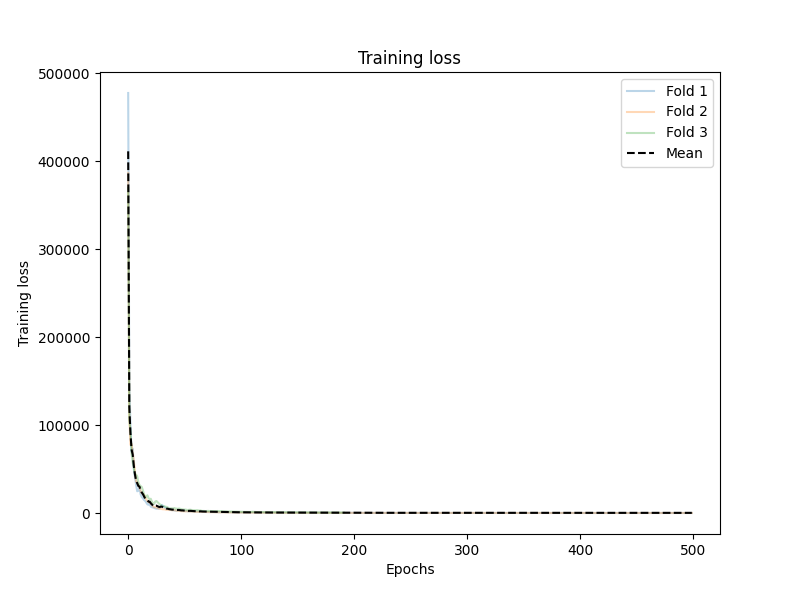 Training loss
500000
400000
300000
200000
100000
0
Training loss
Fold 1
Fold 2
Fold 3
Mean
0 100 200 300 400 500
Epochs